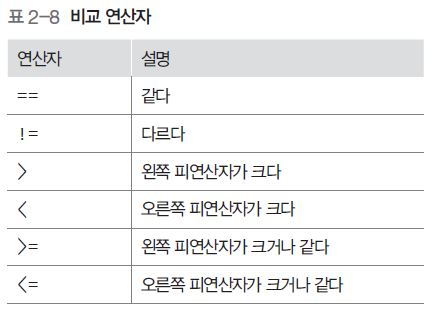 표 2-8 비교 연산자
연산자 설명
== 같다
!= 다르다
> 왼쪽 피연산자가 크다
< 오른쪽 피연산자가 크다
>= 왼쪽 피연산자가 크거나 같다
<= 오른쪽 피연산자가 크거나 같다